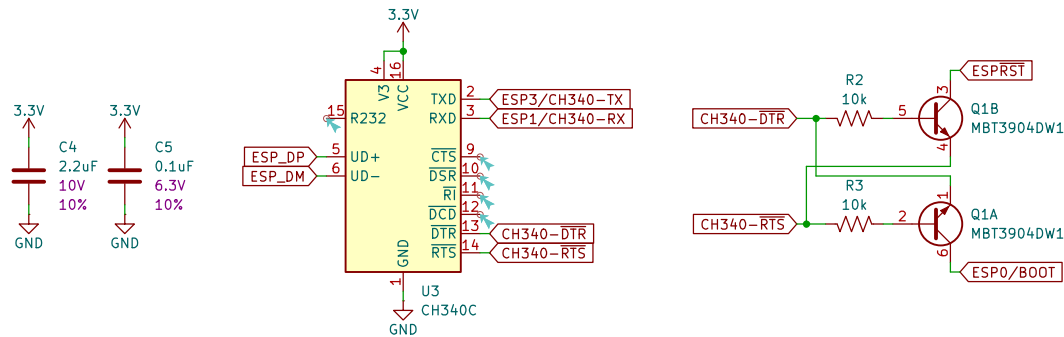 3.3V
C4
2.2uF
10V
10%
GND
3.3V
C5
0.1uF
6.3V
10%
GND
3.3V
4
16
V3
VCC
15
R232
TXD
2
ESP3/CH340-TX
RXD
3
ESP1/CH340-RX
ESP_DP
5
UD+
ESP_DM
6
UD-
CTS
9
DSR
10
RI
11
DCD
12
DTR
13
CH340-DTR
RTS
14
CH340-RTS
GND
1
GND
U3
CH340C
ESPRST
3
CH340-DTR
R2
10k
5
Q1B
MBT3904DW1
4
CH340-RTS
R3
10k
2
1
Q1A
MBT3904DW1
6
ESP0/BOOT